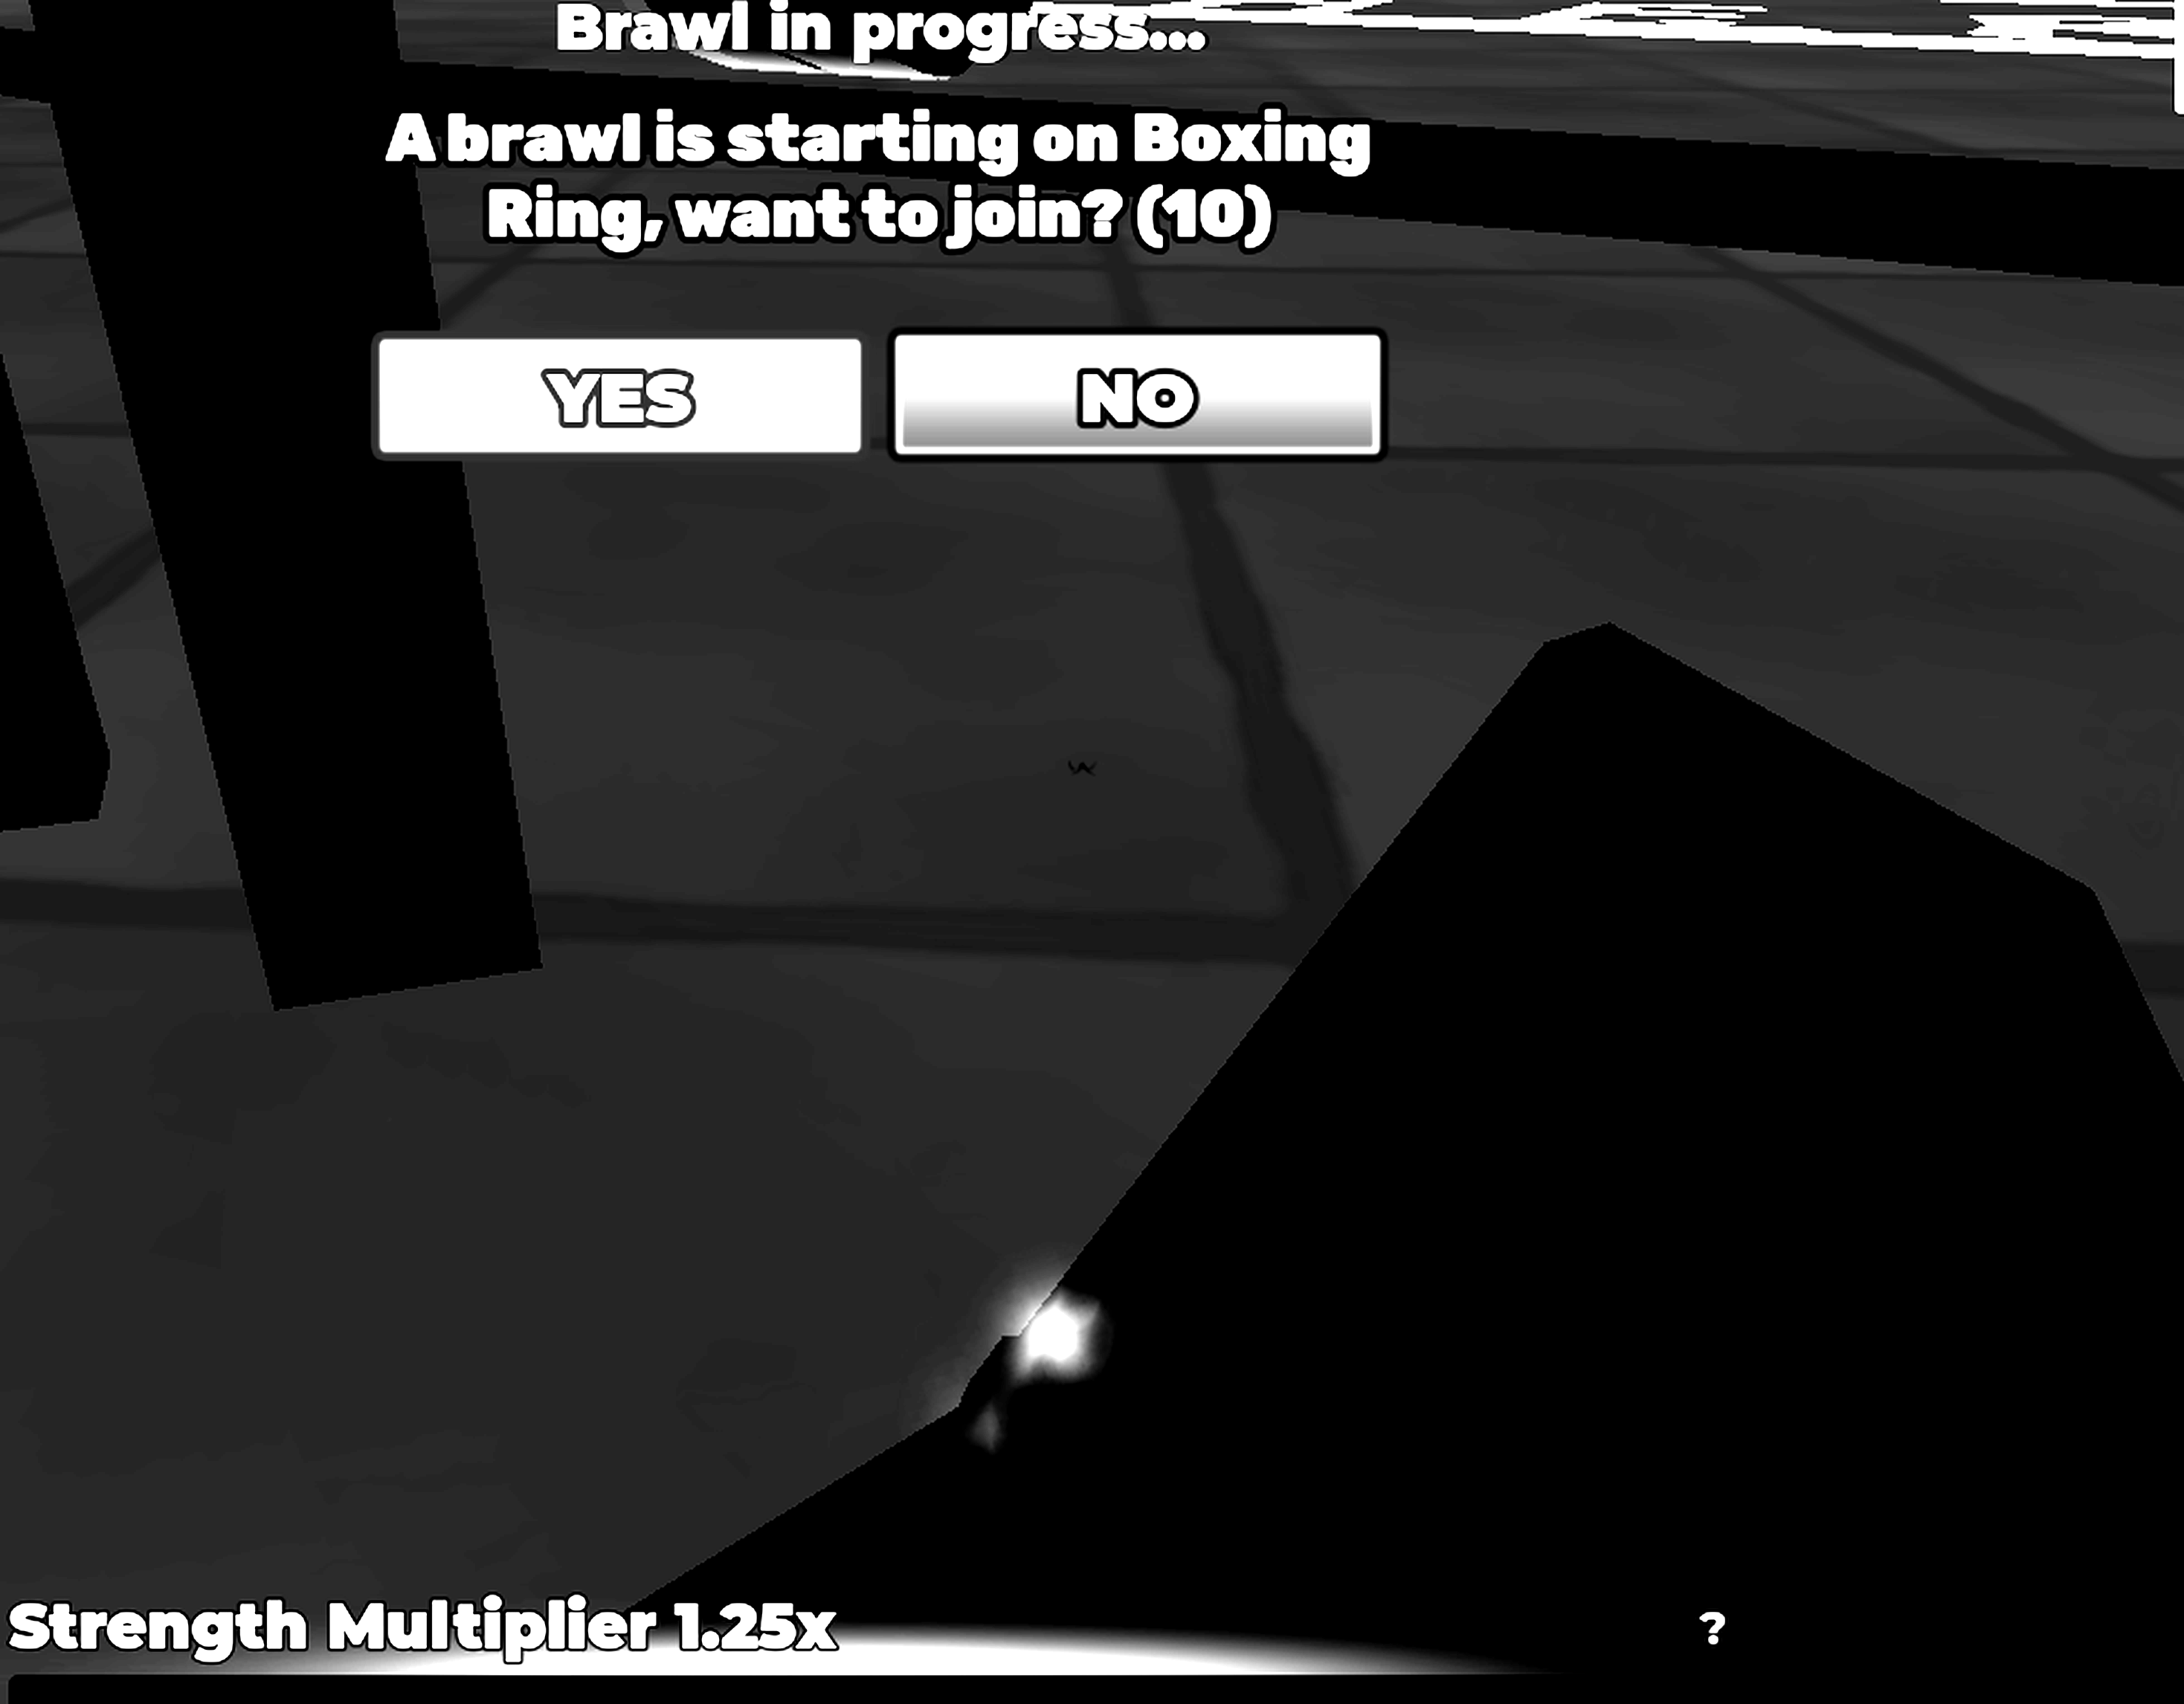 Brawl in progress...
A brawl is starting on Boxing
Ring, want to join? (10)
YES
NO
Strength Multiplier 1.25x
?